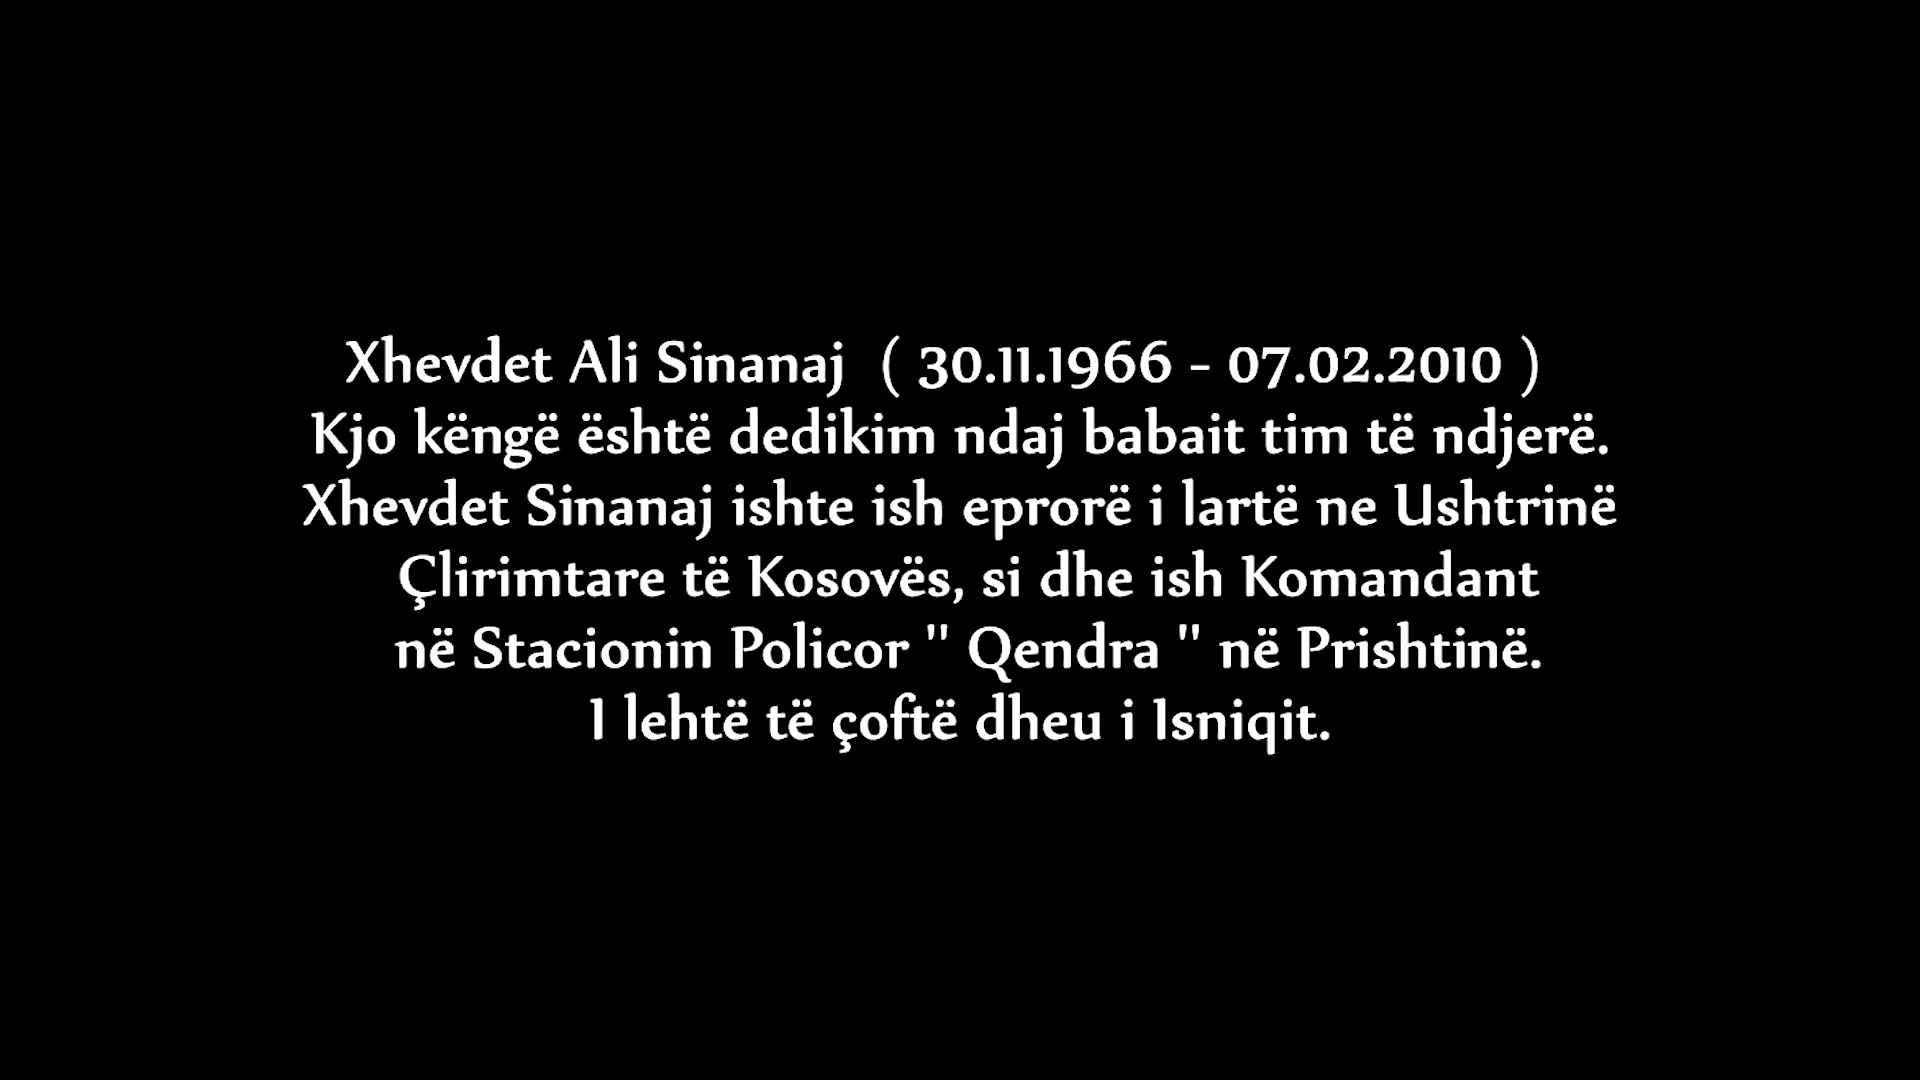 Xhevdet Ali Sinanaj ( 30.11.1966 - 07.02.2010 )
Kjo këngë është dedikim ndaj babait tim të ndjerë.
Xhevdet Sinanaj ishte ish eprorë i lartë ne Ushtrinë
Çlirimtare të Kosovës, si dhe ish Komandant
në Stacionin Policor " Qendra " në Prishtinë.
I lehtë të çoftë dheu i Isniqit.